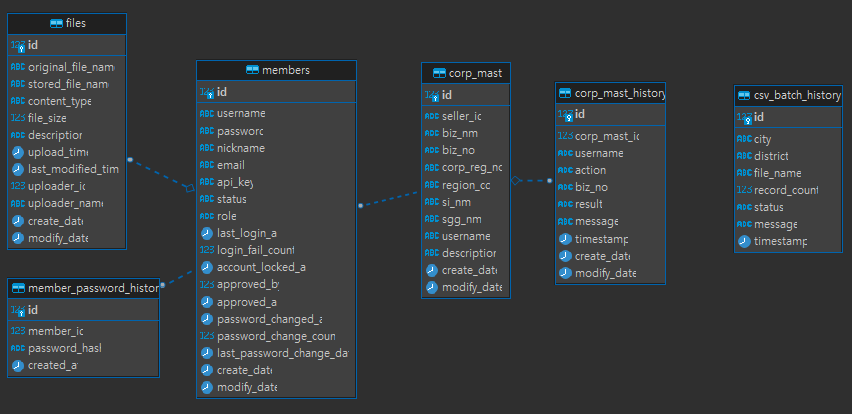 files
123 id
ABC original_file_name
ABC stored_file_name
ABC content_type
123 file_size
ABC description
upload_time
last_modified_tim
123 uploader_id
ABC uploader_name
create_date
modify_date
member_password_histor
123 id
123 member_id
ABC password_hash
created_at
members
123 id
ABC username
ABC password
ABC nickname
ABC email
ABC api_key
ABC status
ABC role
last_login_a
123 login_fail_count
account_locked_a
123 approved_by
approved_a
password_changed_a
123 password_change_coun
last_password_change_da
create_date
modify_date
corp_mast
123 id
ABC seller_id
ABC biz_nm
ABC biz_no
ABC corp_reg_no
ABC region_cd
ABC si_nm
ABC sgg_nm
ABC username
ABC description
create_date
modify_date
corp_mast_history
123 id
123 corp_mast_id
ABC username
ABC action
ABC biz_no
ABC result
ABC message
timestamp
create_date
modify_date
csv_batch_history
123 id
ABC city
ABC district
ABC file_name
123 record_count
ABC status
ABC message
timestamp